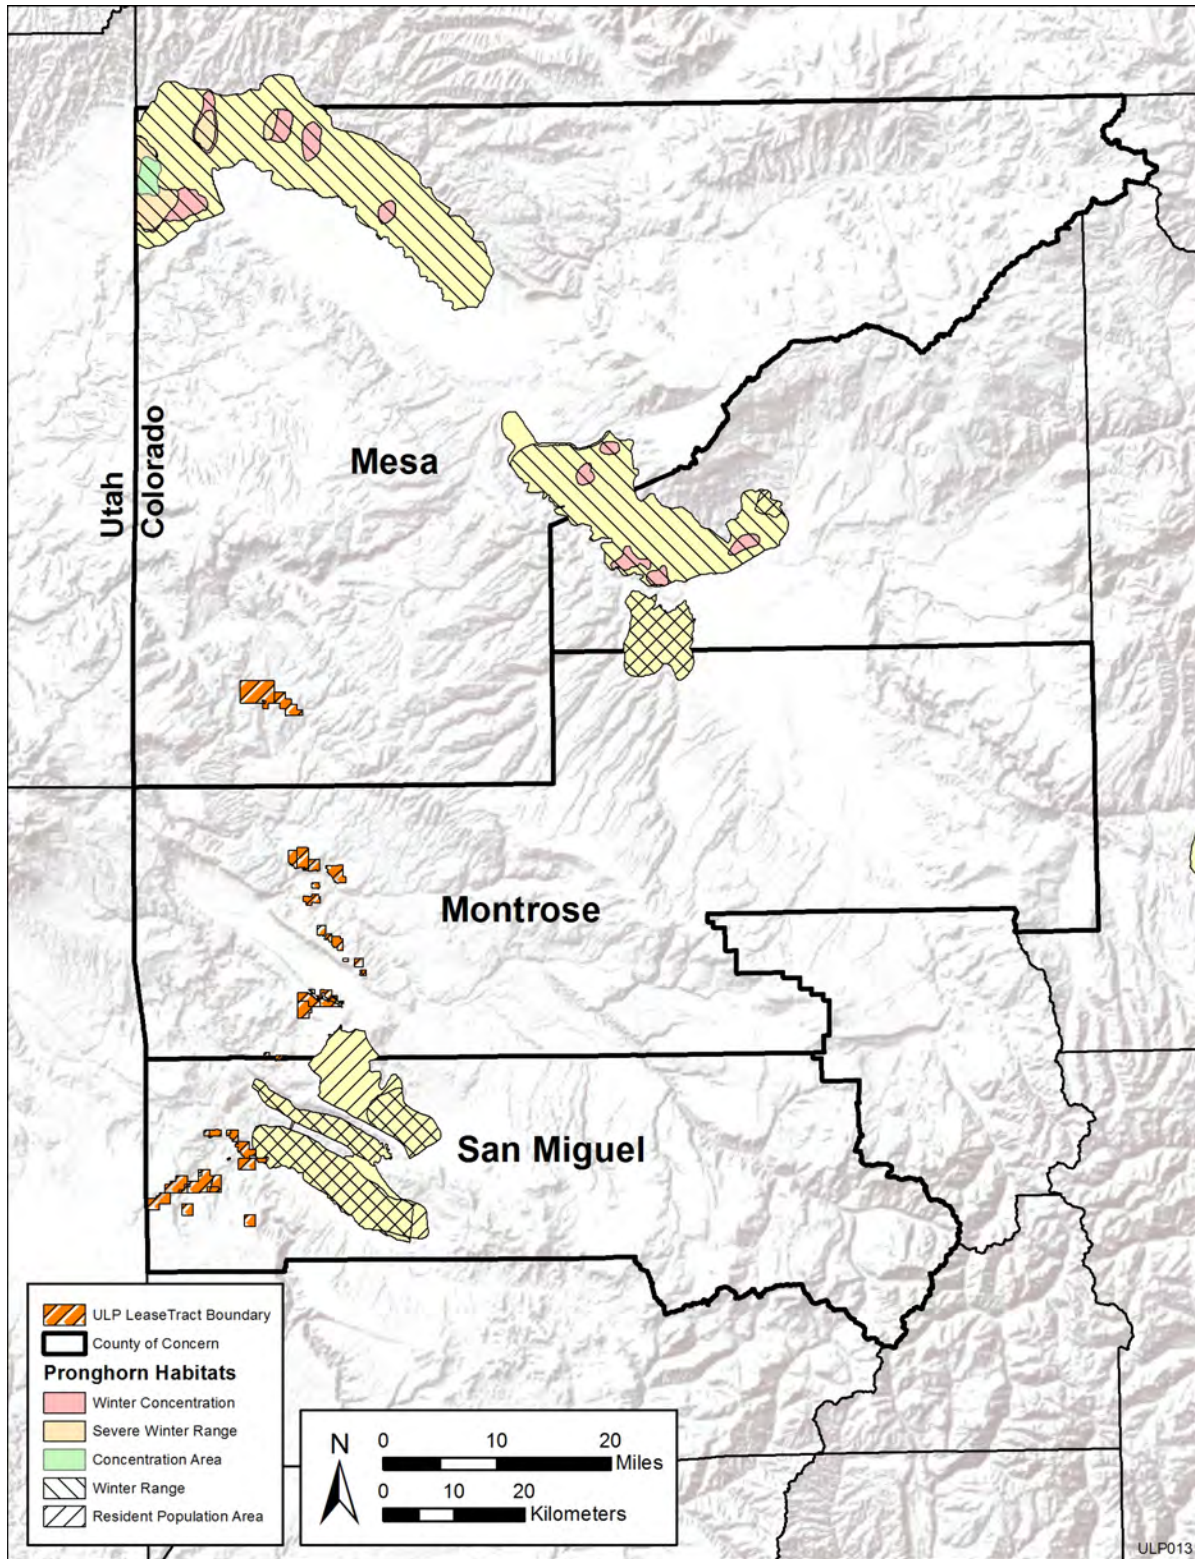 Utah
Colorado
Mesa
Montrose
San Miguel
ULP LeaseTract Boundary
County of Concern
Pronghorn Habitats
Winter Concentration
Severe Winter Range
Concentration Area
Winter Range
Resident Population Area
N
0 10 20
Miles
0 10 20
Kilometers
ULP013